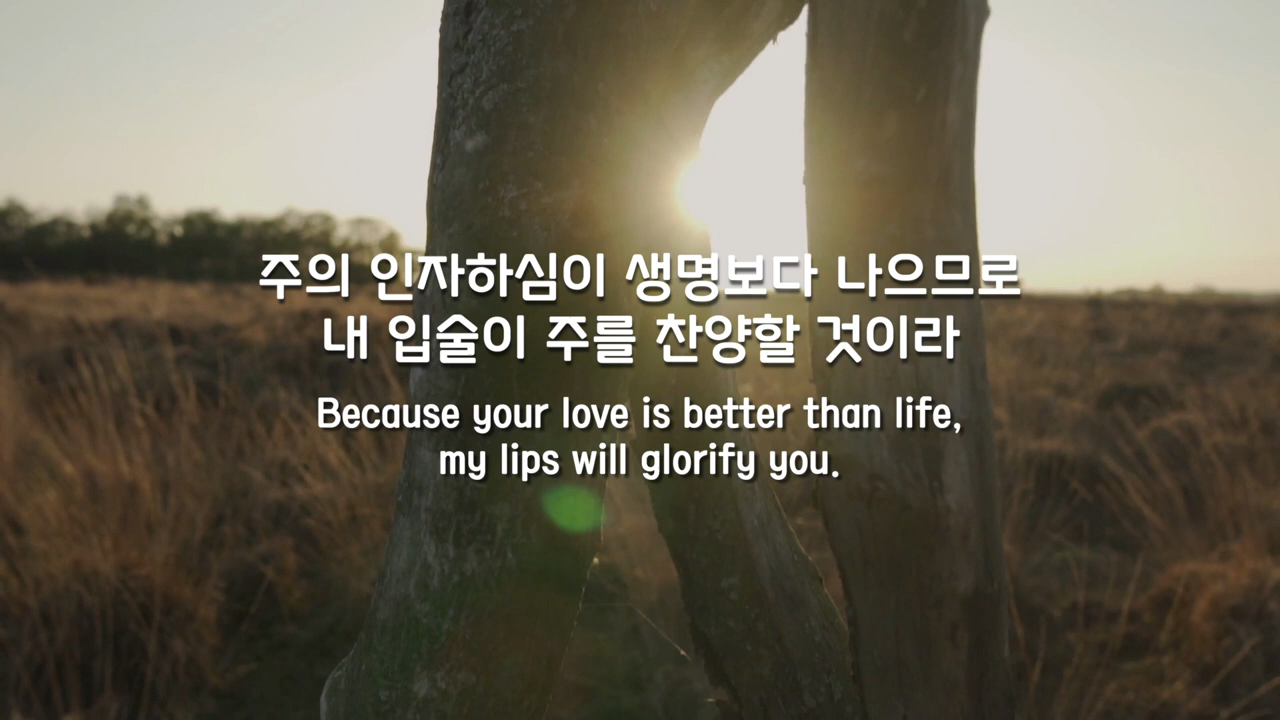 주의 인자하심이 생명보다 나으므로
내 입술이 주를 찬양할 것이라
Because your love is better than life,
my lips will glorify you.